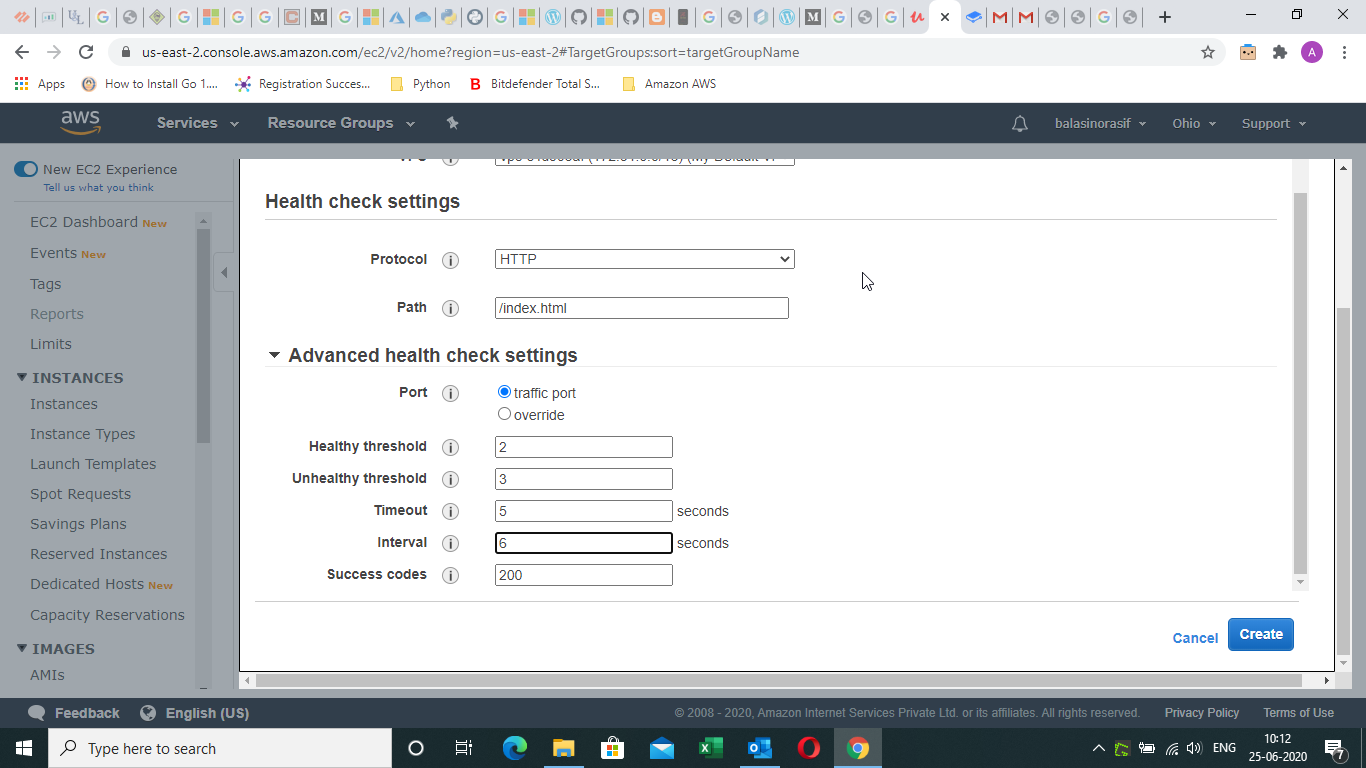 us-east-2.console.aws.amazon.com/ec2/v2/home?region=us-east-2#TargetGroups:sort=targetGroupName
A
Apps
How to Install Go 1....
Registration Succes...
Python
Bitdefender Total S...
Amazon AWS
aws
Services
Resource Groups
balasinorasif
Ohio
Support
New EC2 Experience
Tell us what you think
EC2 Dashboard New
Events New
Tags
Reports
Limits
INSTANCES
Instances
Instance Types
Launch Templates
Spot Requests
Savings Plans
Reserved Instances
Dedicated Hosts New
Capacity Reservations
IMAGES
AMIs
Health check settings
Protocol i HTTP
Path i /index.html
Advanced health check settings
Port i traffic port
override
Healthy threshold i 2
Unhealthy threshold i 3
Timeout i 5 seconds
Interval i 6 seconds
Success codes i 200
Cancel
Create
Feedback
English (US)
© 2008 - 2020, Amazon Internet Services Private Ltd. or its affiliates. All rights reserved.
Privacy Policy
Terms of Use
Type here to search
ENG
10:12
25-06-2020
7